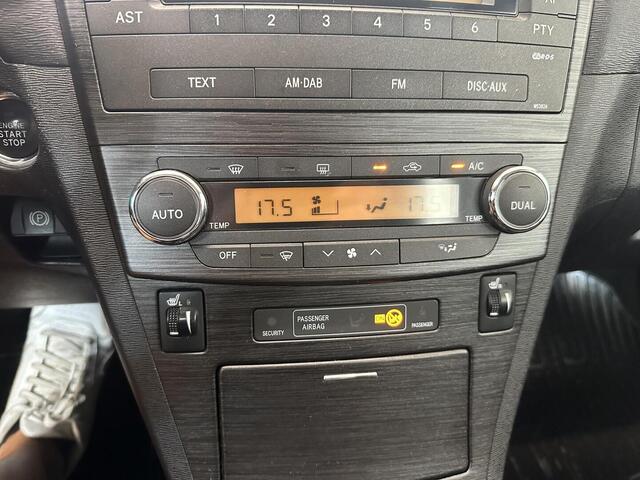 AST 1 2 3 4 5 6 PTY
R·D·S
TEXT AM·DAB FM DISC·AUX
ENGINE
START
STOP
A/C
AUTO 17.5 17.5 DUAL
TEMP TEMP
OFF
P
PASSENGER
AIRBAG
SECURITY PASSENGER